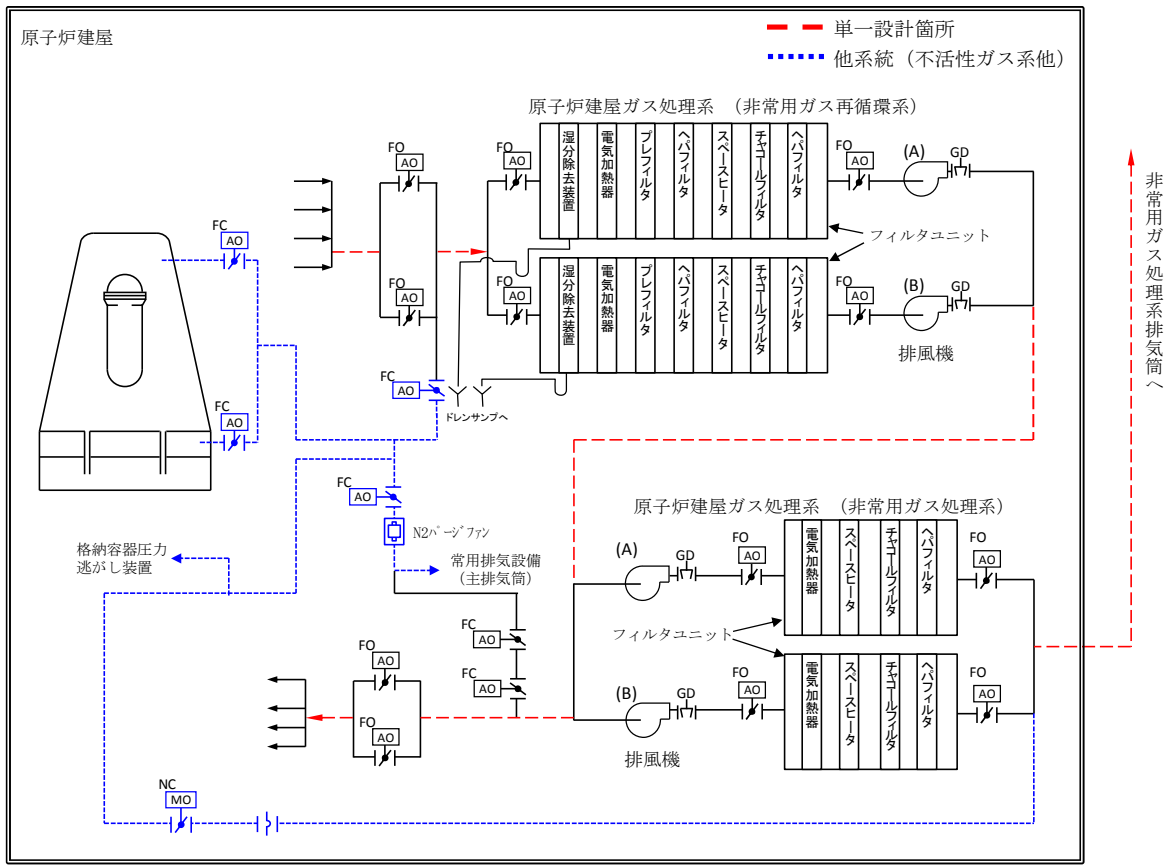 原子炉建屋
単一設計箇所
他系統（不活性ガス系他）
原子炉建屋ガス処理系　（非常用ガス再循環系）
FO
AO
FO
AO
湿分除去装置
電気加熱器
プレフィルタ
ヘパフィルタ
スペースヒータ
チャコールフィルタ
ヘパフィルタ
FO
AO
(A)
GD
非常用ガス処理系排気筒へ
FC
AO
フィルタユニット
FO
AO
FO
AO
湿分除去装置
電気加熱器
プレフィルタ
ヘパフィルタ
スペースヒータ
チャコールフィルタ
ヘパフィルタ
FO
AO
(B)
GD
排風機
FC
AO
FC
AO
ドレンサンプへ
FC
AO
N2パージファン
格納容器圧力
逃がし装置
常用排気設備
（主排気筒）
原子炉建屋ガス処理系　（非常用ガス処理系）
(A)
GD
FO
AO
電気加熱器
スペースヒータ
チャコールフィルタ
ヘパフィルタ
FO
AO
フィルタユニット
FC
AO
FC
AO
FO
AO
FO
AO
(B)
GD
FO
AO
電気加熱器
スペースヒータ
チャコールフィルタ
ヘパフィルタ
FO
AO
排風機
NC
MO